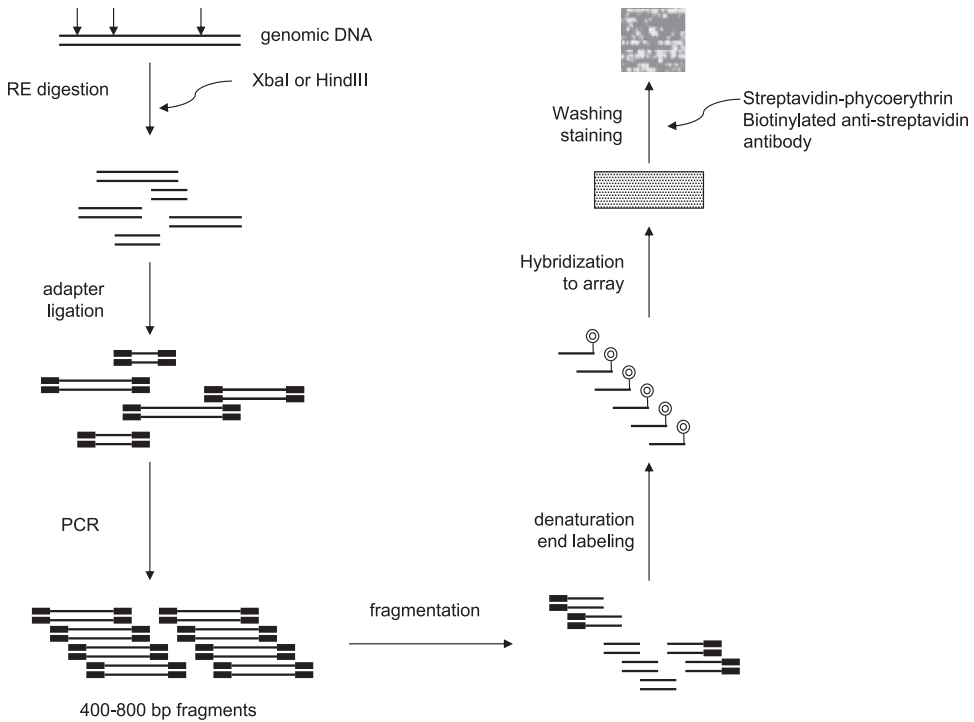 genomic DNA
RE digestion
XbaI or HindIII
adapter
ligation
PCR
400-800 bp fragments
fragmentation
denaturation
end labeling
Hybridization
to array
Washing
staining
Streptavidin-phycoerythrin
Biotinylated anti-streptavidin
antibody